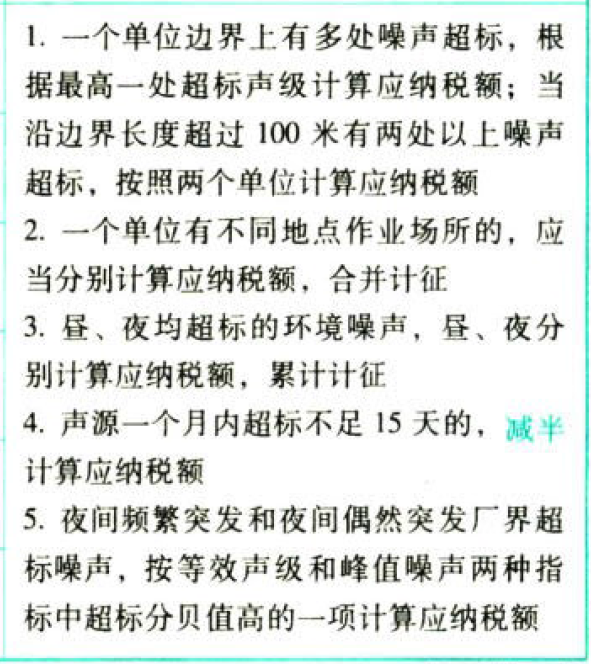 1. 一个单位边界上有多处噪声超标，根
据最高一处超标声级计算应纳税额；当
沿边界长度超过 100 米有两处以上噪声
超标，按照两个单位计算应纳税额
2. 一个单位有不同地点作业场所的，应
当分别计算应纳税额，合并计征
3. 昼、夜均超标的环境噪声，昼、夜分
别计算应纳税额，累计计征
4. 声源一个月内超标不足 15 天的，减半
计算应纳税额
5. 夜间频繁突发和夜间偶然突发厂界超
标噪声，按等效声级和峰值噪声两种指
标中超标分贝值高的一项计算应纳税额